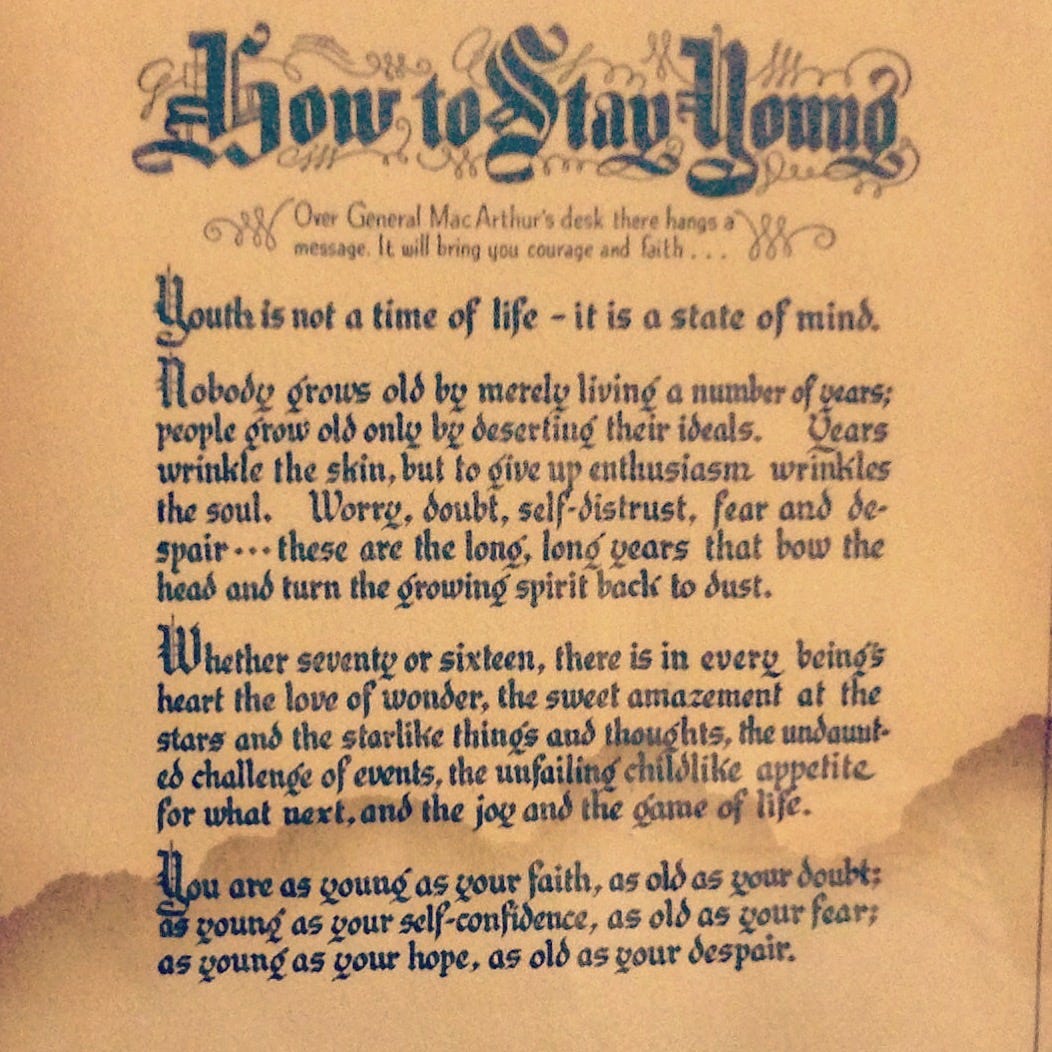 How to Stay Young
Over General MacArthur's desk there hangs a
message. It will bring you courage and faith . . .
Youth is not a time of life - it is a state of mind.
Nobody grows old by merely living a number of years;
people grow old only by deserting their ideals. Years
wrinkle the skin, but to give up enthusiasm wrinkles
the soul. Worry, doubt, self-distrust, fear and de-
spair ... these are the long, long years that bow the
head and turn the growing spirit back to dust.
Whether seventy or sixteen, there is in every being's
heart the love of wonder, the sweet amazement at the
stars and the starlike things and thoughts, the undaunt-
ed challenge of events, the unfailing childlike appetite
for what next, and the joy and the game of life.
You are as young as your faith, as old as your doubt;
as young as your self-confidence, as old as your fear;
as young as your hope, as old as your despair.